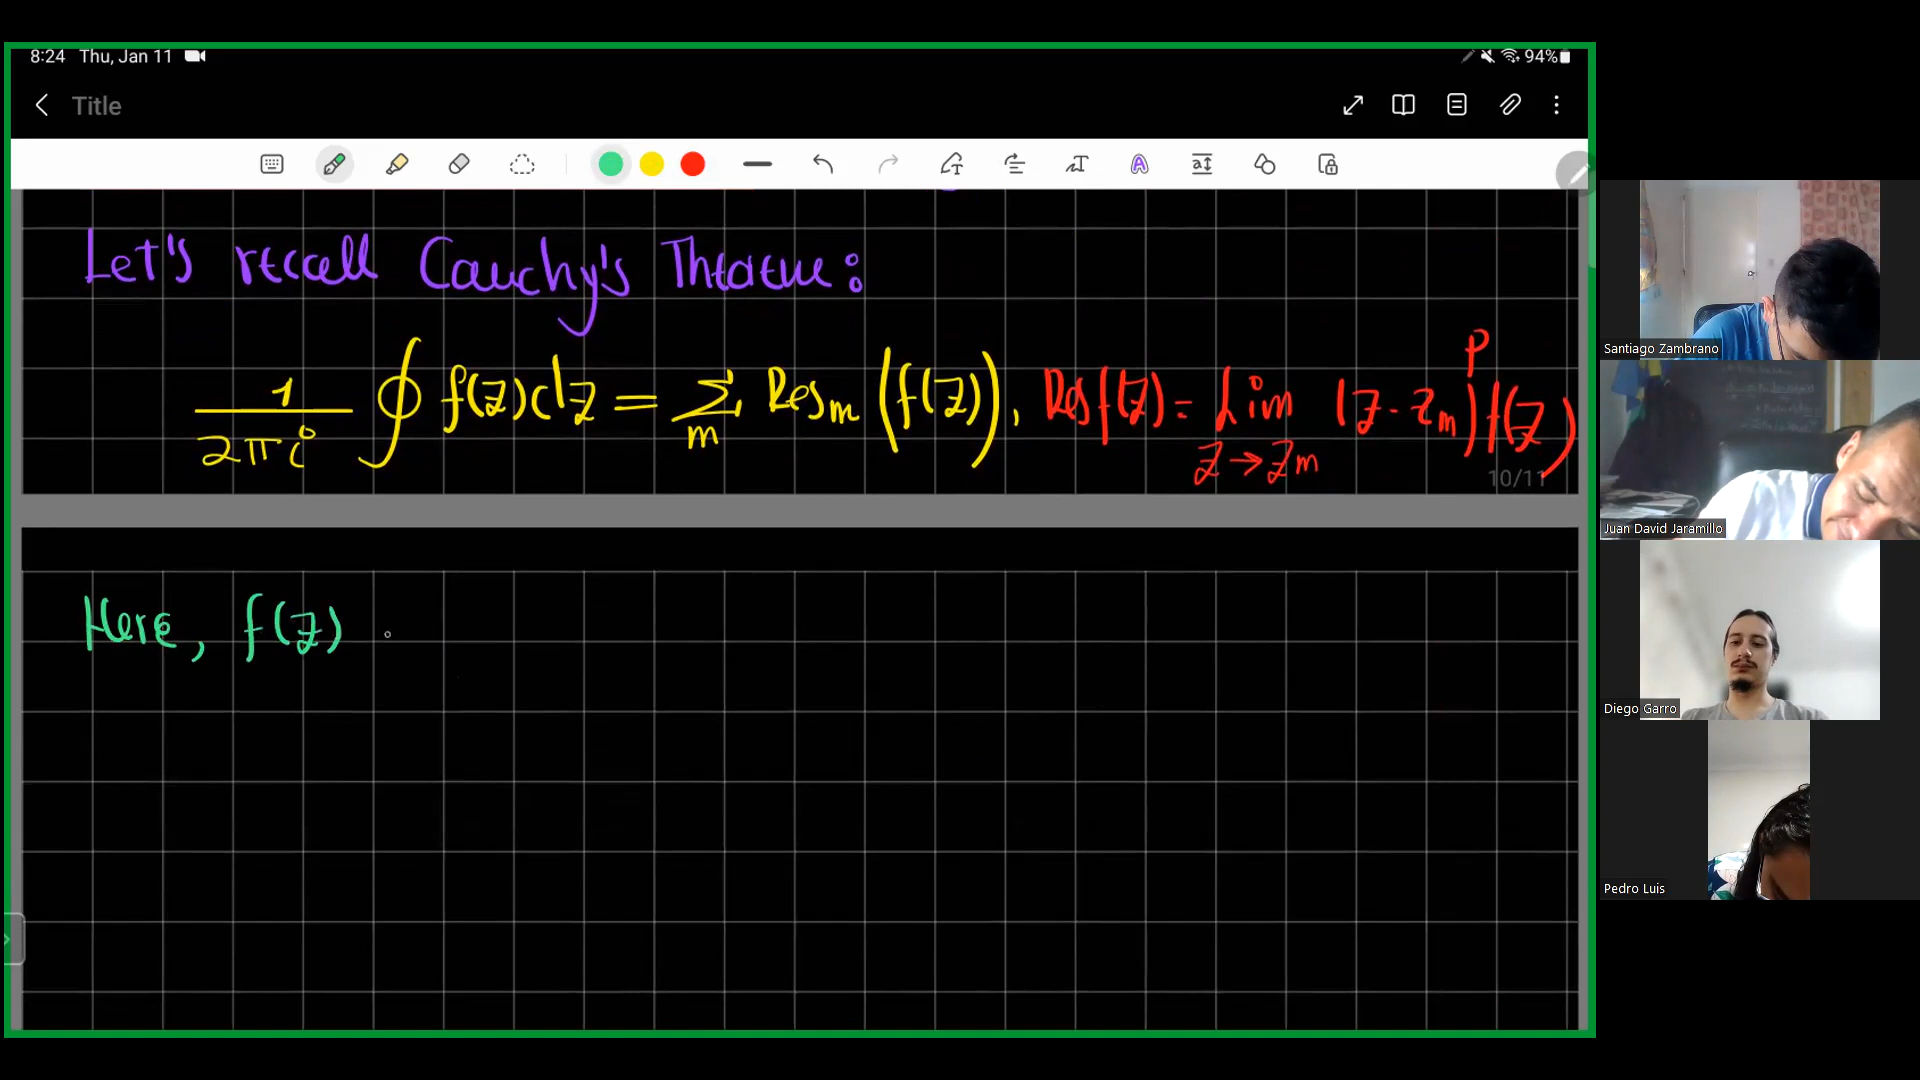 8:24 Thu, Jan 11 94%
Title
Let's recall Cauchy's Theorem:
1/2πi ∮ f(z)dz = Σ_m Res_m (f(z)), Res f(z) = Lim_{z→z_m} (z - z_m)^p f(z)
10/11
Here, f(z)
Santiago Zambrano
Juan David Jaramillo
Diego Garro
Pedro Luis